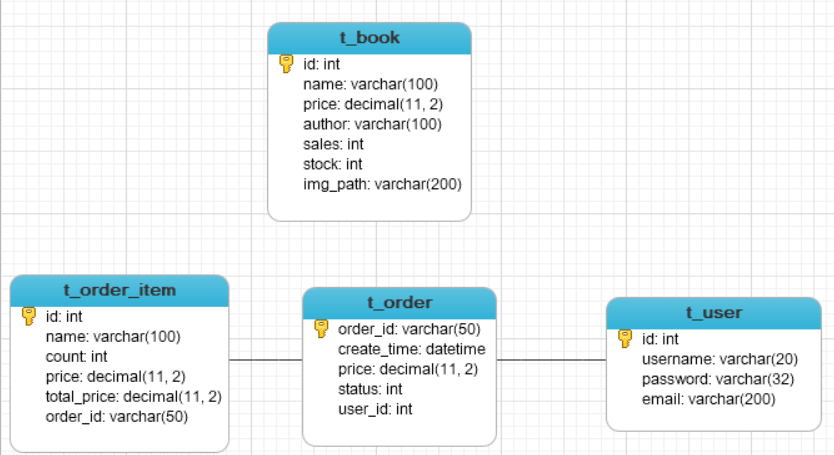 t_book
id: int
name: varchar(100)
price: decimal(11, 2)
author: varchar(100)
sales: int
stock: int
img_path: varchar(200)
t_order_item
id: int
name: varchar(100)
count: int
price: decimal(11, 2)
total_price: decimal(11, 2)
order_id: varchar(50)
t_order
order_id: varchar(50)
create_time: datetime
price: decimal(11, 2)
status: int
user_id: int
t_user
id: int
username: varchar(20)
password: varchar(32)
email: varchar(200)